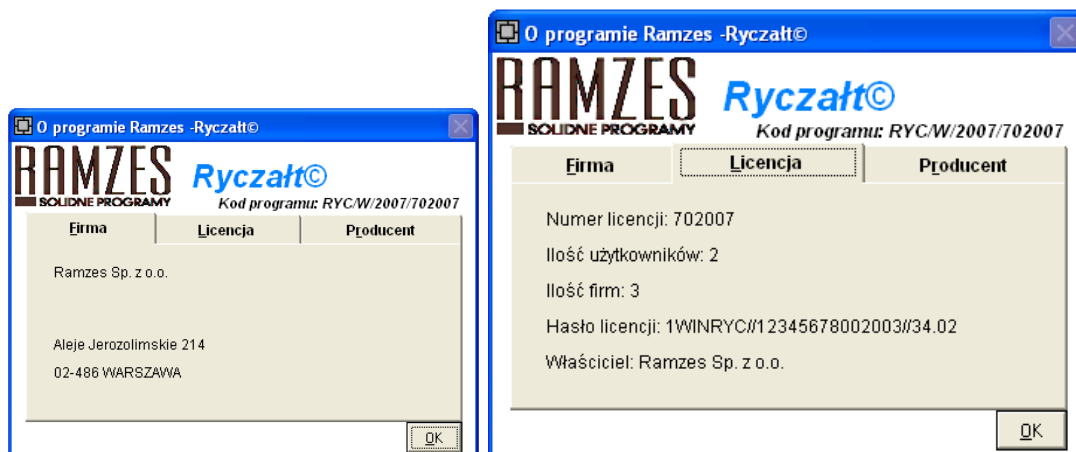 O programie Ramzes -Ryczałt©
RAMZES
SOLIDNE PROGRAMY
Ryczałt©
Kod programu: RYC/W/2007/702007
Firma
Licencja
Producent
Ramzes Sp. z o.o.
Aleje Jerozolimskie 214
02-486 WARSZAWA
OK
O programie Ramzes -Ryczałt©
RAMZES
SOLIDNE PROGRAMY
Ryczałt©
Kod programu: RYC/W/2007/702007
Firma
Licencja
Producent
Numer licencji: 702007
Ilość użytkowników: 2
Ilość firm: 3
Hasło licencji: 1WINRYC//12345678002003//34.02
Właściciel: Ramzes Sp. z o.o.
OK